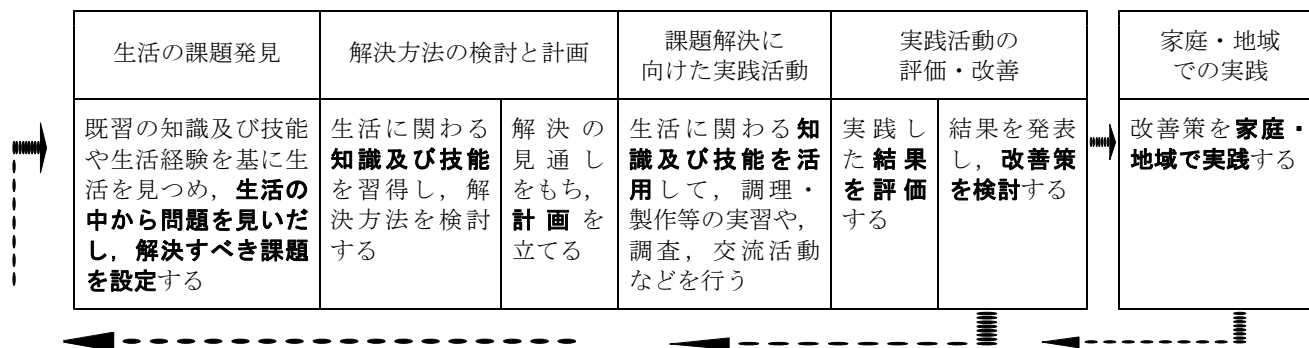 生活の課題発見
解決方法の検討と計画
課題解決に
向けた実践活動
実践活動の
評価・改善
家庭・地域
での実践
既習の知識及び技能
や生活経験を基に生
活を見つめ，生活の
中から問題を見いだ
し，解決すべき課題
を設定する
生活に関わる
知識及び技能
を習得し，解
決方法を検討
する
解決の
見通し
をもち，
計画を
立てる
生活に関わる知
識及び技能を活
用して，調理・
製作等の実習や，
調査，交流活動
などを行う
実践し
た結果
を評価
する
結果を発表
し，改善策
を検討する
改善策を家庭・
地域で実践する